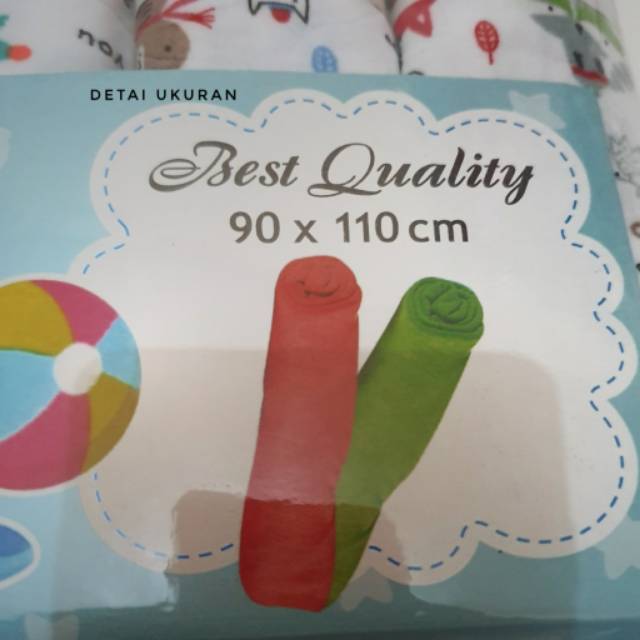 DETAI UKURAN
Best Quality
90 x 110 cm